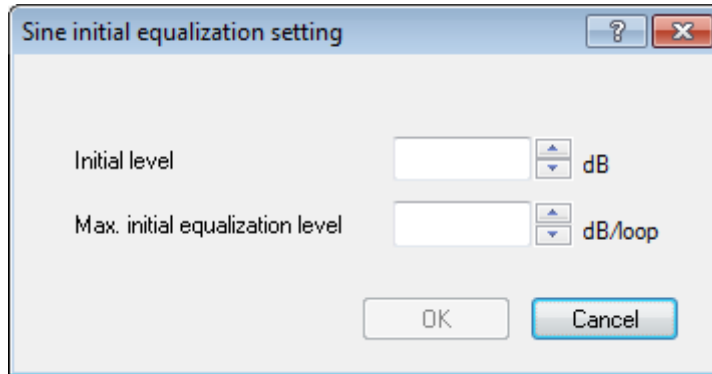 Sine initial equalization setting
Initial level dB
Max. initial equalization level dB/loop
OK Cancel